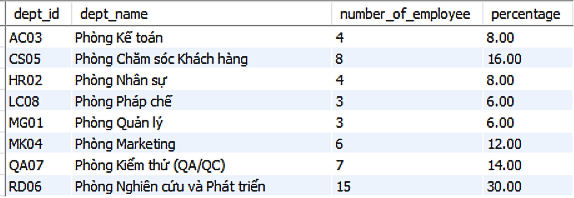 dept_id dept_name number_of_employee percentage
AC03 Phòng Kế toán 4 8.00
CS05 Phòng Chăm sóc Khách hàng 8 16.00
HR02 Phòng Nhân sự 4 8.00
LC08 Phòng Pháp chế 3 6.00
MG01 Phòng Quản lý 3 6.00
MK04 Phòng Marketing 6 12.00
QA07 Phòng Kiểm thử (QA/QC) 7 14.00
RD06 Phòng Nghiên cứu và Phát triển 15 30.00